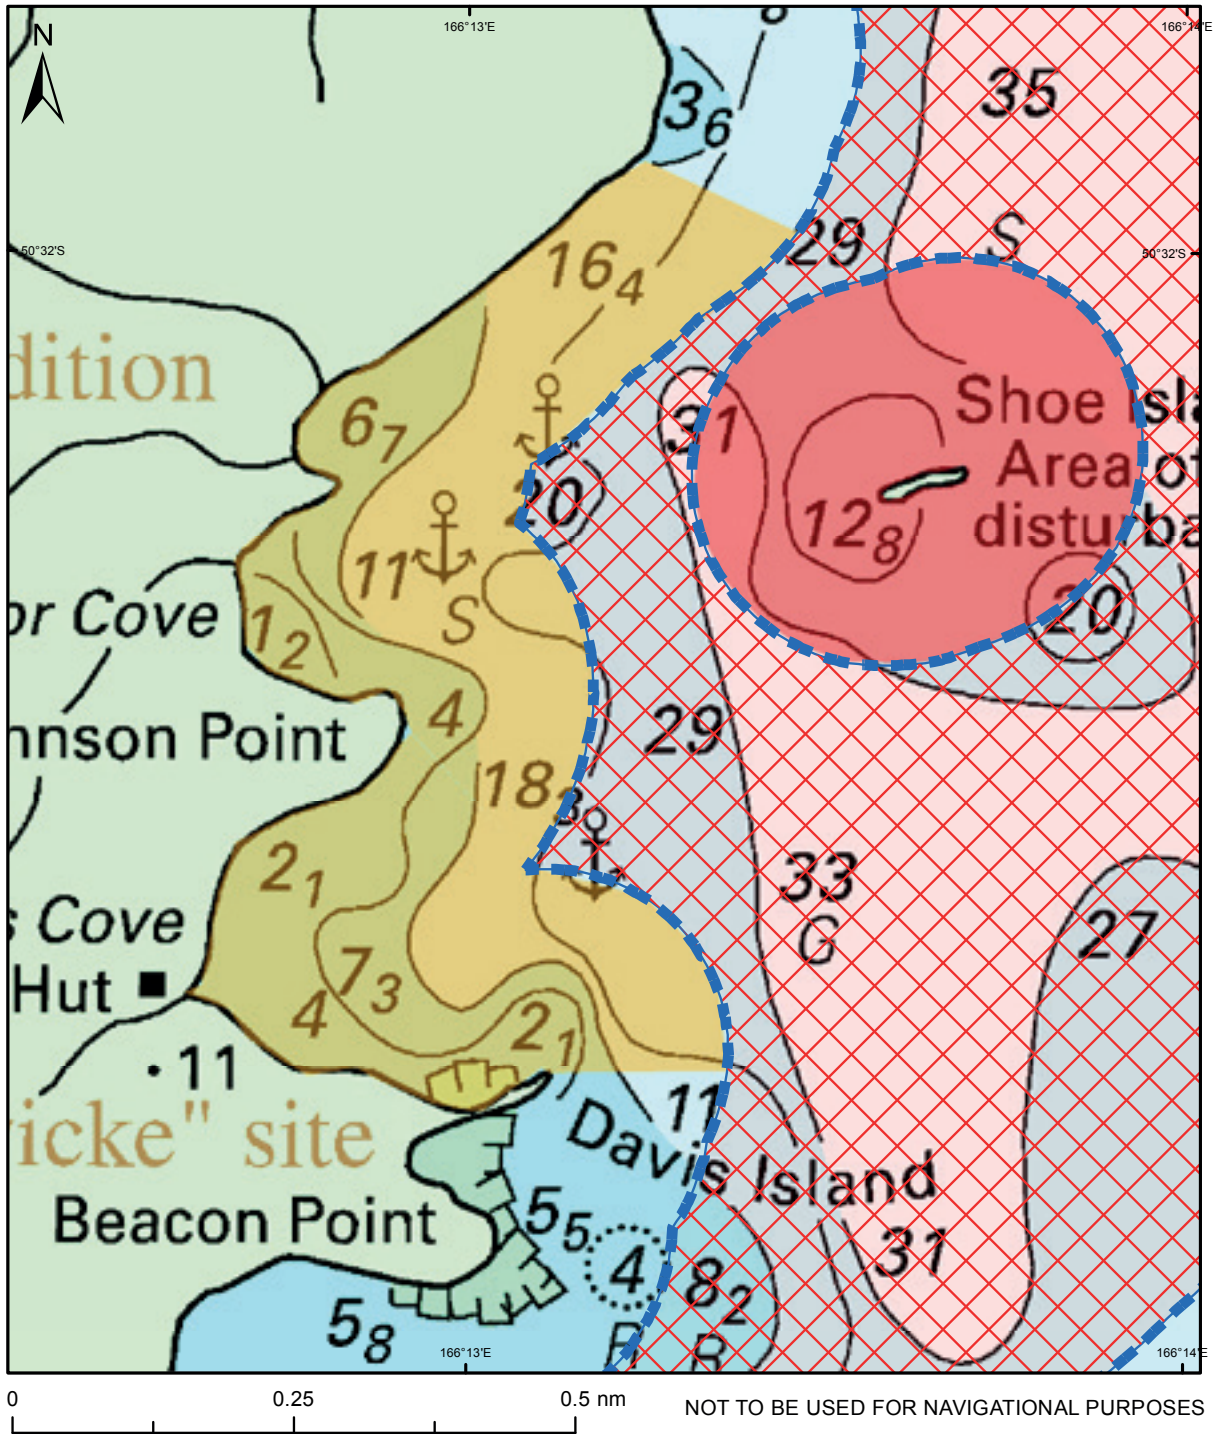 166°13'E
166°14'E
N
8
35
3₆
50°32'S
50°32'S
29
S
16₄
dition
6₇
31
Shoe Isla
Area of
disturba
20
12₈
11
S
or Cove
1₂
20
4
hnson Point
29
18₃
2₁
33
G
s Cove
27
Hut
7₃
4
2₁
11
11
icke" site
Davis Island
Beacon Point
5₅
4
8₂
31
5₈
R
R
166°13'E
166°14'E
0
0.25
0.5 nm
NOT TO BE USED FOR NAVIGATIONAL PURPOSES